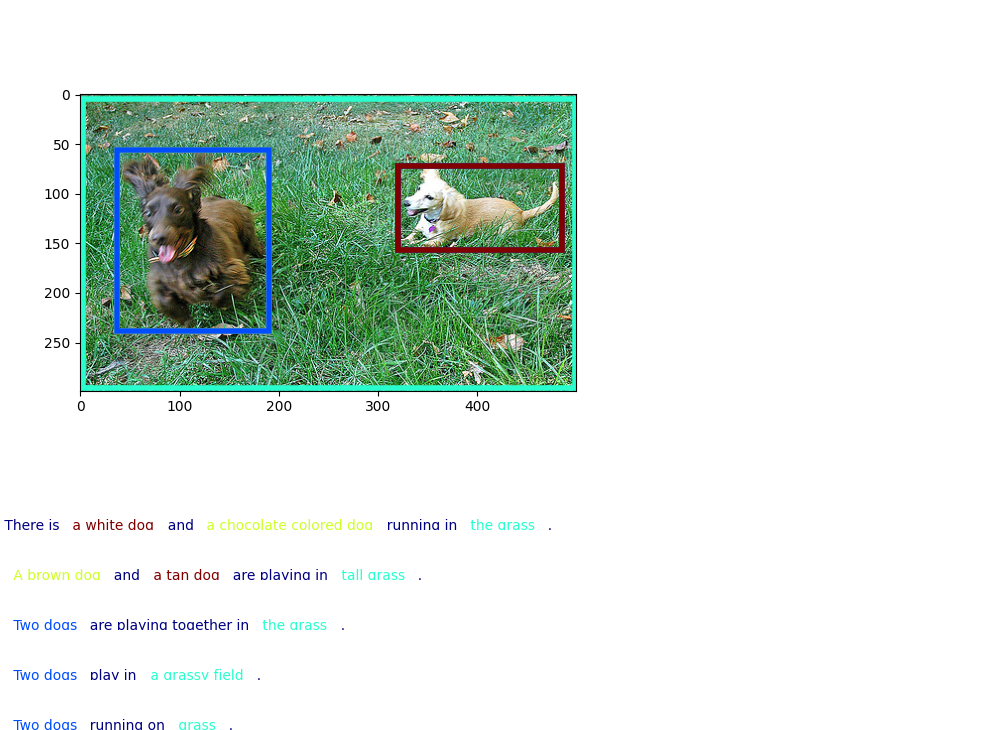 0
50
100
150
200
250
0 100 200 300 400
There is a white dog and a chocolate colored dog running in the grass .
A brown dog and a tan dog are playing in tall grass .
Two dogs are playing together in the grass .
Two dogs play in a grassy field .
Two dogs running on grass .